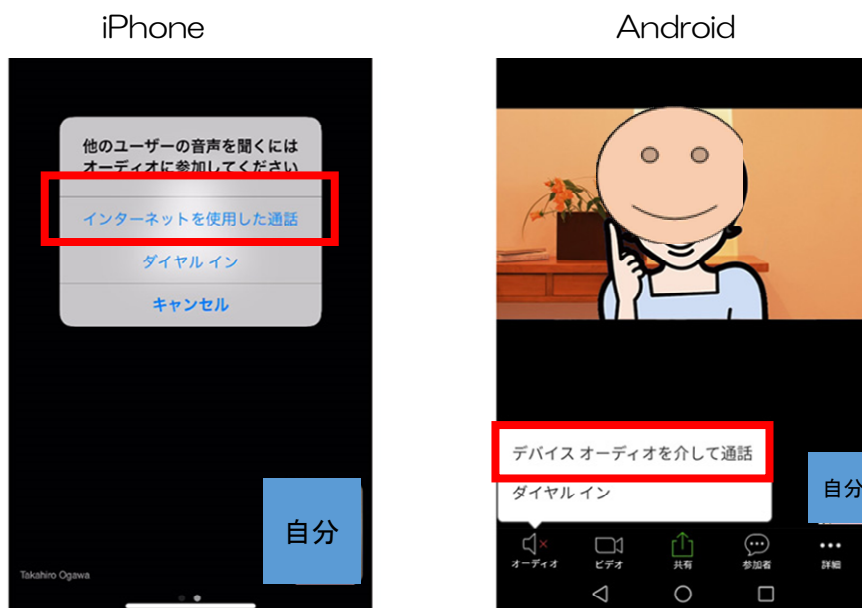 iPhone
Android
他のユーザーの音声を聞くには
オーディオに参加してください
インターネットを使用した通話
ダイヤル イン
キャンセル
自分
Takahiro Ogawa
デバイス オーディオを介して通話
ダイヤル イン
自分
オーディオ
ビデオ
共有
参加者
詳細